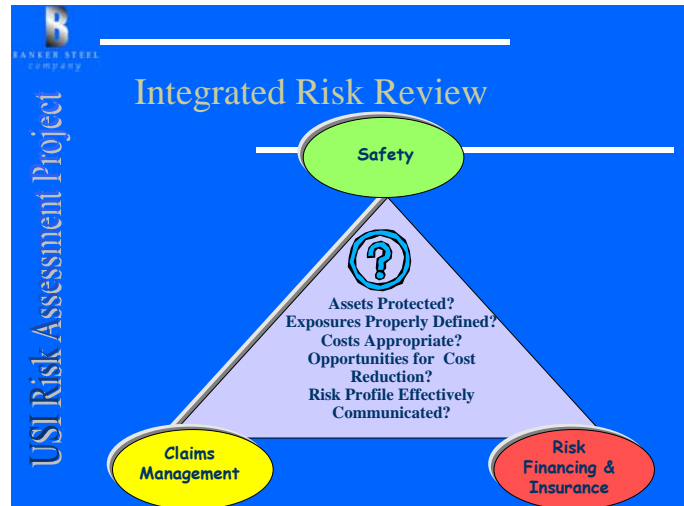 B
BANKER STEEL
company
USI Risk Assessment Project
Integrated Risk Review
Safety
?
Assets Protected?
Exposures Properly Defined?
Costs Appropriate?
Opportunities for Cost
Reduction?
Risk Profile Effectively
Communicated?
Claims
Management
Risk
Financing &
Insurance